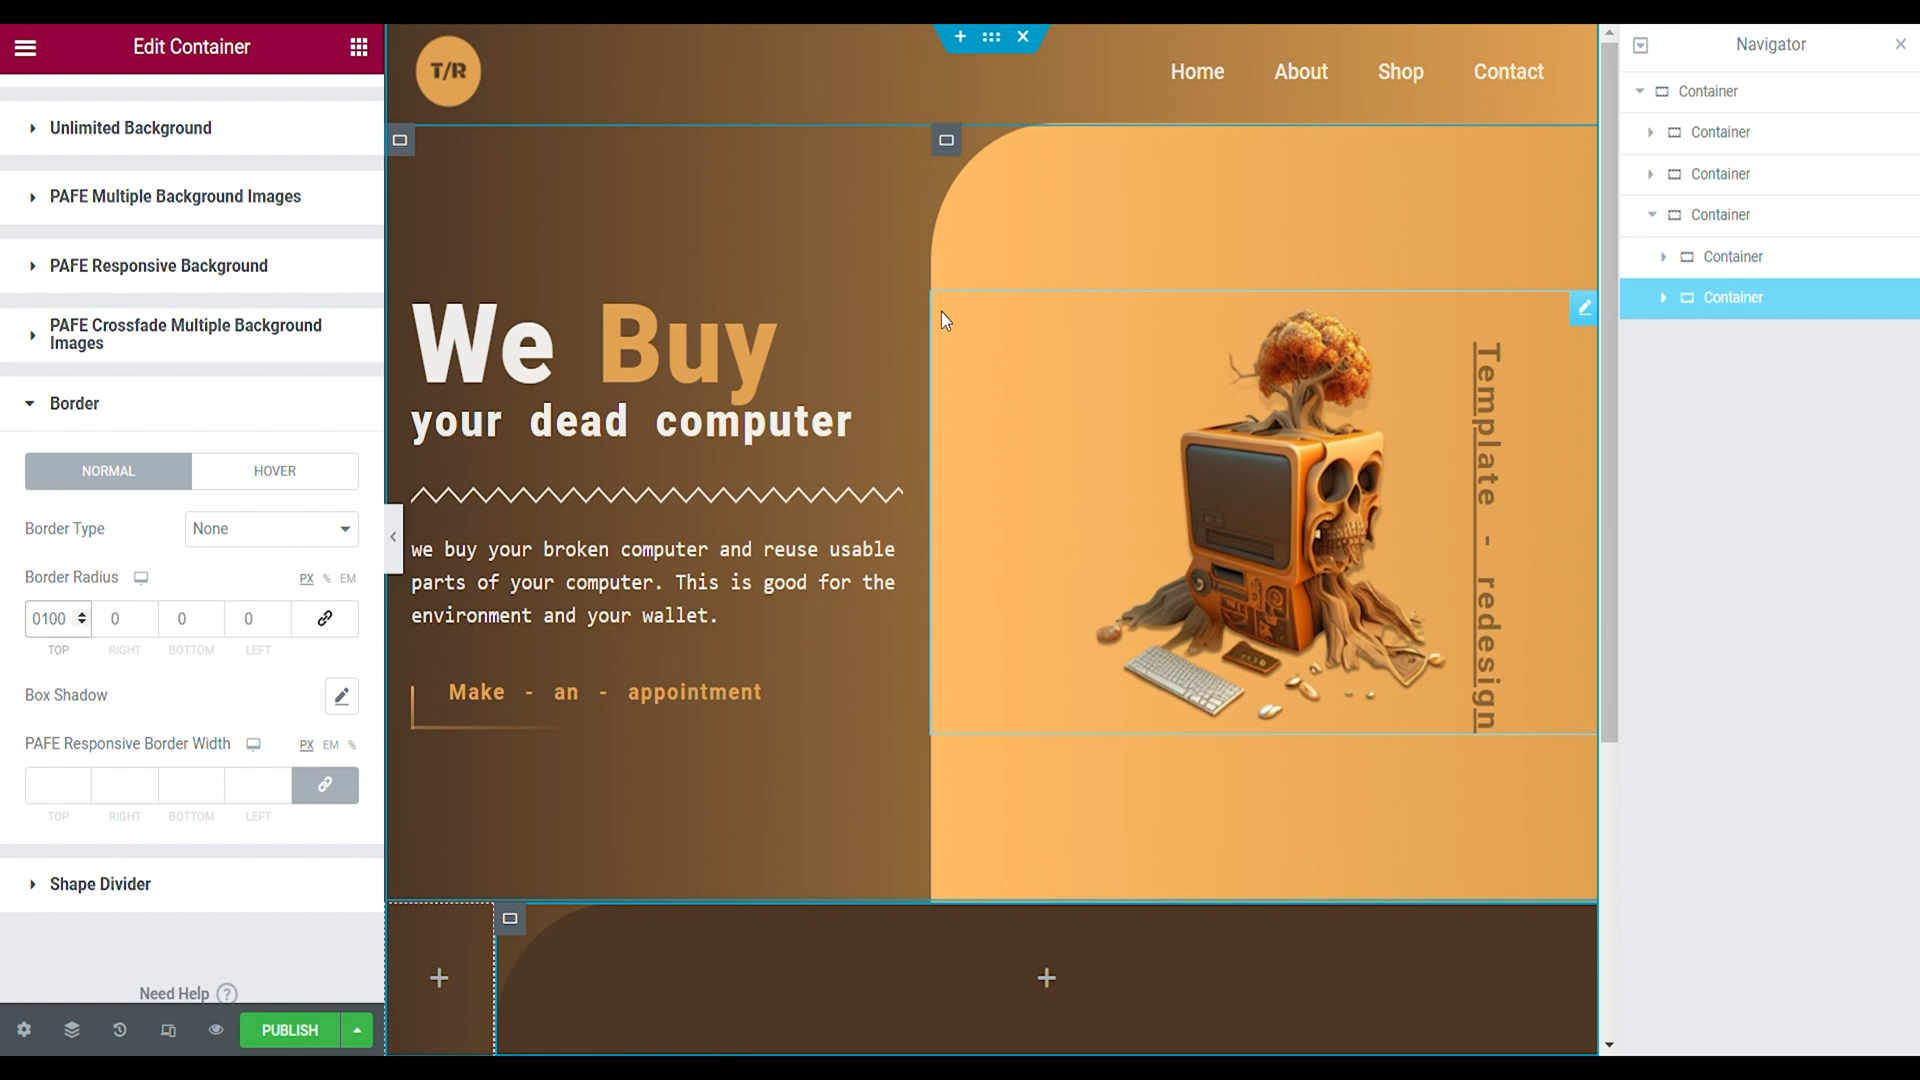 Edit Container
Unlimited Background
PAFE Multiple Background Images
PAFE Responsive Background
PAFE Crossfade Multiple Background
Images
Border
NORMAL
HOVER
Border Type
None
Border Radius
PX % EM
0100
0
0
0
TOP
RIGHT
BOTTOM
LEFT
Box Shadow
PAFE Responsive Border Width
PX EM %
TOP
RIGHT
BOTTOM
LEFT
Shape Divider
Need Help ?
PUBLISH
T/R
Home
About
Shop
Contact
We Buy
your dead computer
we buy your broken computer and reuse usable
parts of your computer. This is good for the
environment and your wallet.
Make - an - appointment
Template - redesign
Navigator
Container
Container
Container
Container
Container
Container